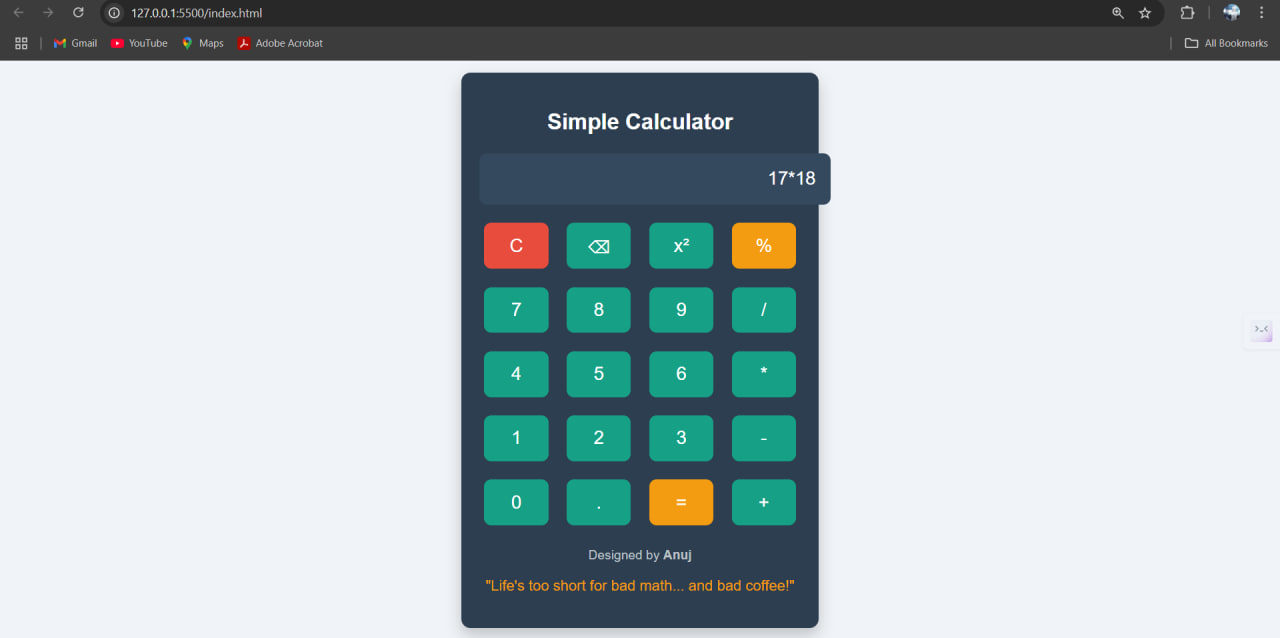 127.0.0.1:5500/index.html
Gmail YouTube Maps Adobe Acrobat All Bookmarks
Simple Calculator
17*18
C ⌫ x² %
7 8 9 /
4 5 6 *
1 2 3 -
0 . = +
Designed by Anuj
"Life's too short for bad math... and bad coffee!"